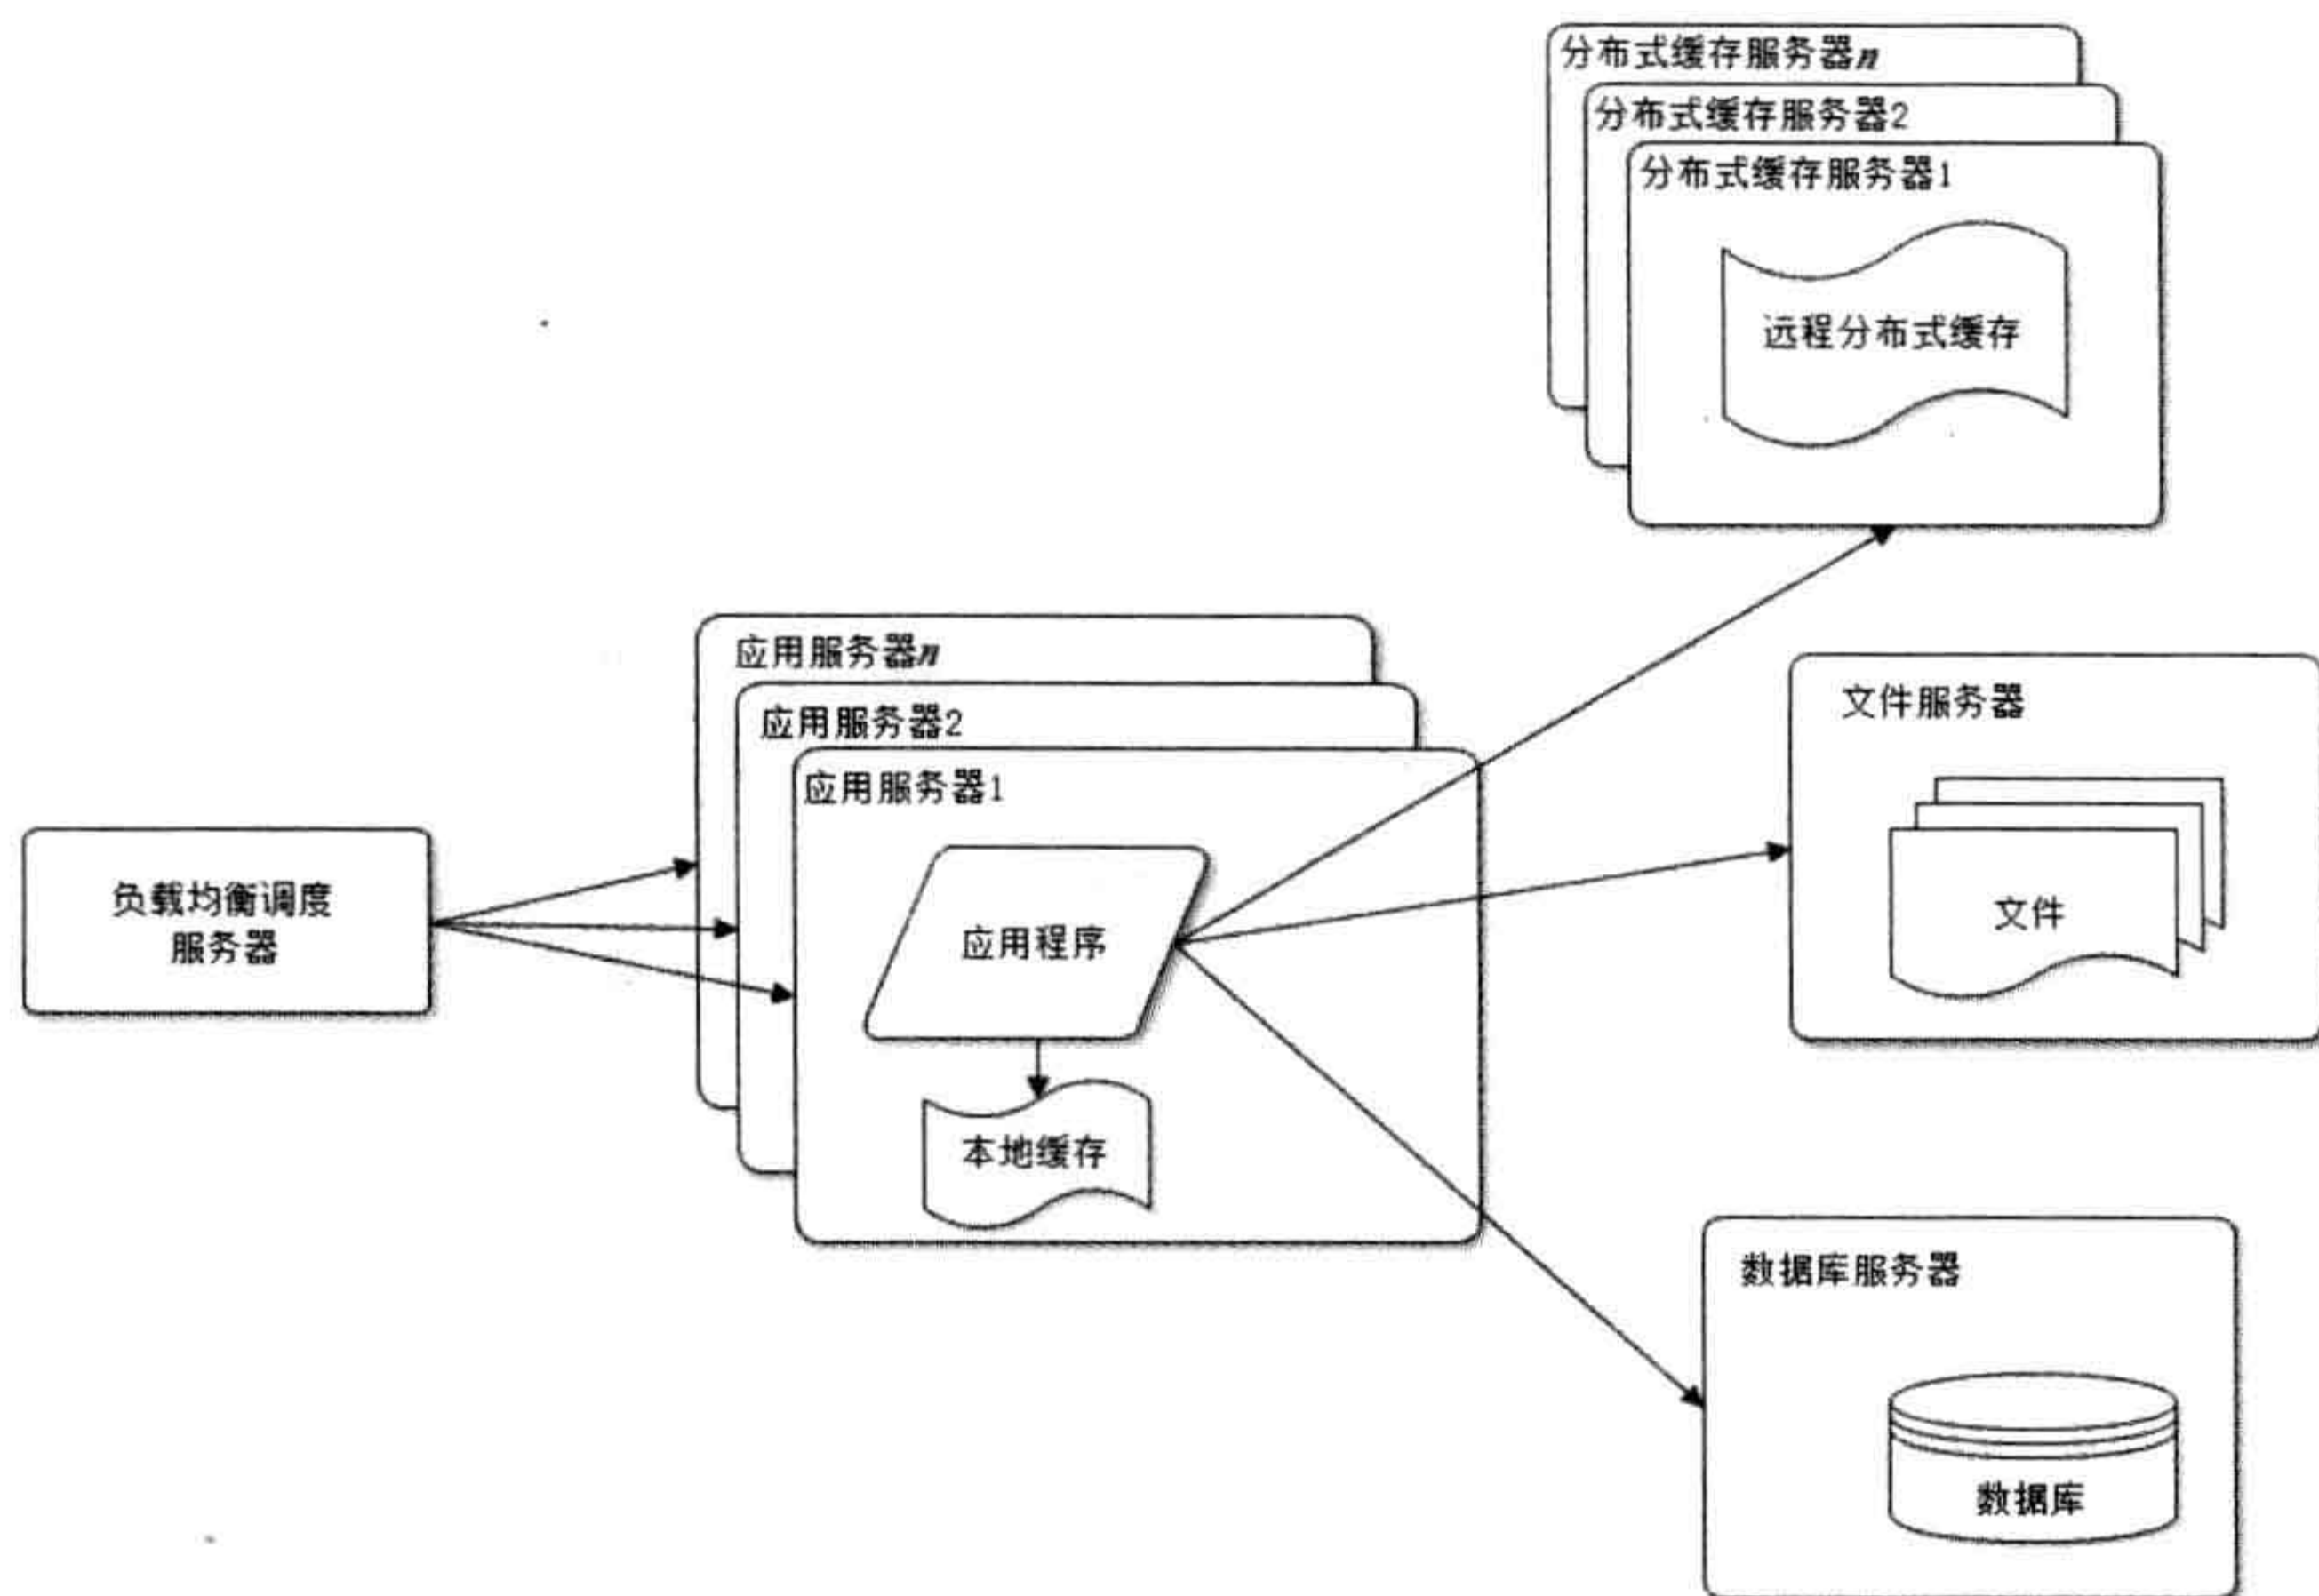 分布式缓存服务器n
分布式缓存服务器2
分布式缓存服务器1
远程分布式缓存
应用服务器n
应用服务器2
应用服务器1
文件服务器
负载均衡调度
服务器
应用程序
文件
本地缓存
数据库服务器
数据库